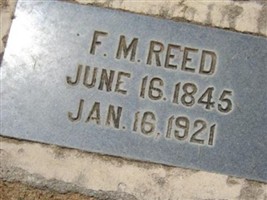 F. M. REED
JUNE 16. 1845
JAN. 16. 1921